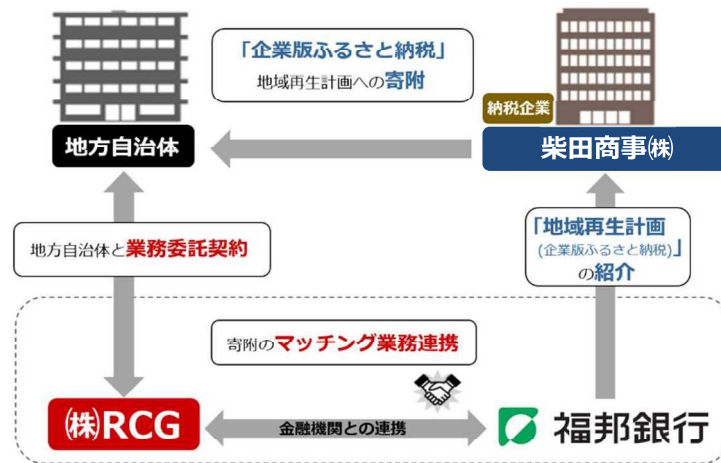 「企業版ふるさと納税」
地域再生計画への寄附
納税企業
地方自治体
柴田商事㈱
地方自治体と業務委託契約
「地域再生計画
(企業版ふるさと納税)」
の紹介
寄附のマッチング業務連携
㈱RCG
金融機関との連携
福邦銀行